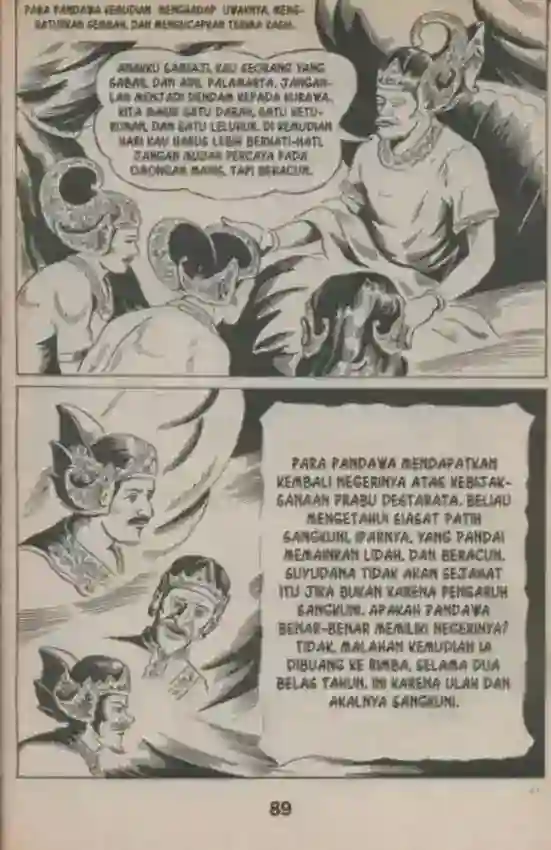 PARA PANDAWA KEMUDIAN MENGHADAP UWAKNYA, MENG-
HATURKAN SEMBAH, DAN MENGUCAPKAN TERIMA KASIH.
ANAKKU SAMIAJI, KAU SEORANG YANG
SABAR, DAN ADIL PALAMARTA. JANGAN-
LAH MENJADI DENDAM KEPADA KURAWA.
KITA MASIH SATU DARAH, SATU KETU-
RUNAN, DAN SATU LELUHUR. DI KEMUDIAN
HARI KAU HARUS LEBIH BERHATI-HATI.
JANGAN MUDAH PERCAYA PADA
OMONGAN MANIS, TAPI BERACUN.
PARA PANDAWA MENDAPATKAN
KEMBALI NEGERINYA ATAS KEBIJAK-
SANAAN PRABU DESTARATA. BELIAU
MENGETAHUI SIASAT PATIH
SANGKUNI, IPARNYA, YANG PANDAI
MEMAINKAN LIDAH, DAN BERACUN.
SUYUDANA TIDAK AKAN SEJAHAT
ITU JIKA BUKAN KARENA PENGARUH
SANGKUNI. APAKAH PANDAWA
BENAR-BENAR MEMILIKI NEGERINYA?
TIDAK, MALAHAN KEMUDIAN IA
DIBUANG KE RIMBA, SELAMA DUA
BELAS TAHUN. INI KARENA ULAH DAN
AKALNYA SANGKUNI.
89